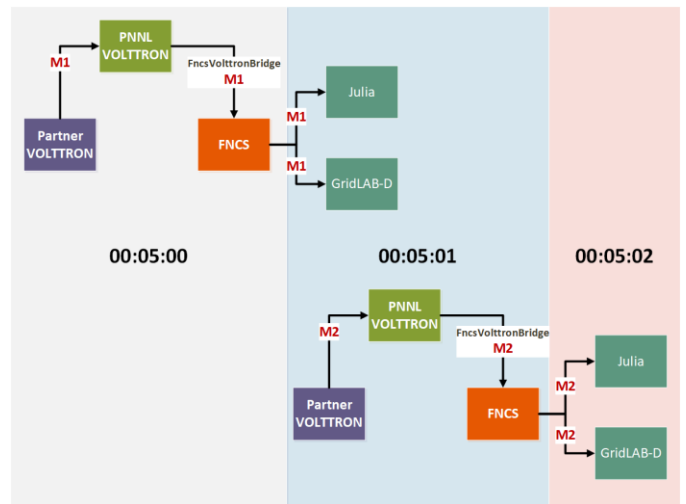 PNNL
VOLTTRON
M1
FncsVolttronBridge
M1
Partner
VOLTTRON
FNCS
M1
Julia
M1
GridLAB-D
00:05:00
00:05:01
00:05:02
PNNL
VOLTTRON
M2
FncsVolttronBridge
M2
Partner
VOLTTRON
FNCS
M2
Julia
M2
GridLAB-D